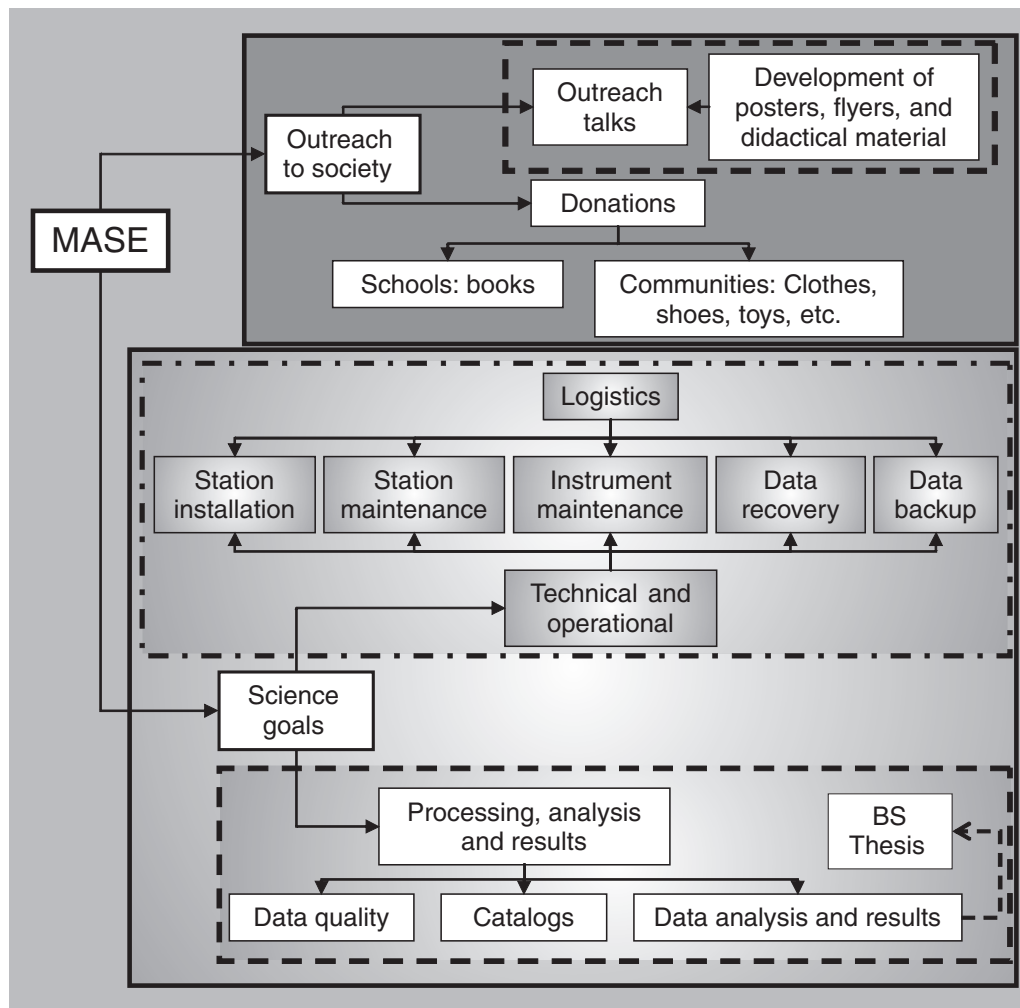 MASE
Outreach
to society
Outreach
talks
Development of
posters, flyers, and
didactical material
Donations
Schools: books
Communities: Clothes,
shoes, toys, etc.
Logistics
Station
installation
Station
maintenance
Instrument
maintenance
Data
recovery
Data
backup
Technical and
operational
Science
goals
Processing, analysis
and results
BS
Thesis
Data quality
Catalogs
Data analysis and results